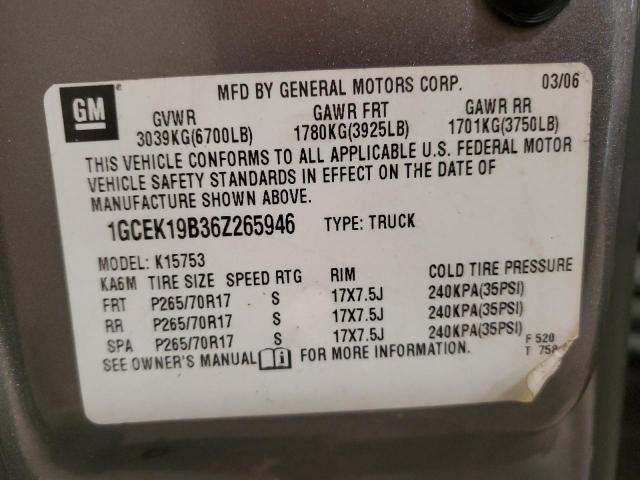 GM MFD BY GENERAL MOTORS CORP. 03/06
GVWR GAWR FRT GAWR RR
3039KG(6700LB) 1780KG(3925LB) 1701KG(3750LB)
THIS VEHICLE CONFORMS TO ALL APPLICABLE U.S. FEDERAL MOTOR
VEHICLE SAFETY STANDARDS IN EFFECT ON THE DATE OF
MANUFACTURE SHOWN ABOVE.
1GCEK19B36Z265946 TYPE: TRUCK
MODEL: K15753
KA6M TIRE SIZE SPEED RTG RIM COLD TIRE PRESSURE
FRT P265/70R17 S 17X7.5J 240KPA(35PSI)
RR P265/70R17 S 17X7.5J 240KPA(35PSI)
SPA P265/70R17 S 17X7.5J 240KPA(35PSI)
SEE OWNER'S MANUAL FOR MORE INFORMATION.
F 520
T